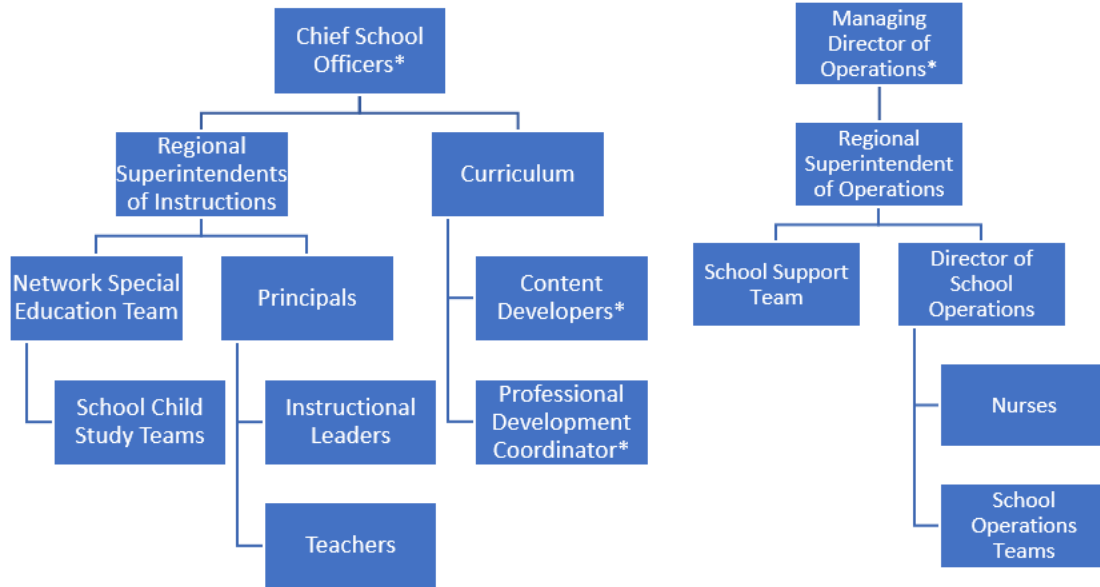 Chief School
Officers*
Regional
Superintendents
of Instructions
Curriculum
Network Special
Education Team
Principals
Content
Developers*
School Child
Study Teams
Instructional
Leaders
Professional
Development
Coordinator*
Teachers
Managing
Director of
Operations*
Regional
Superintendent
of Operations
School Support
Team
Director of
School
Operations
Nurses
School
Operations
Teams